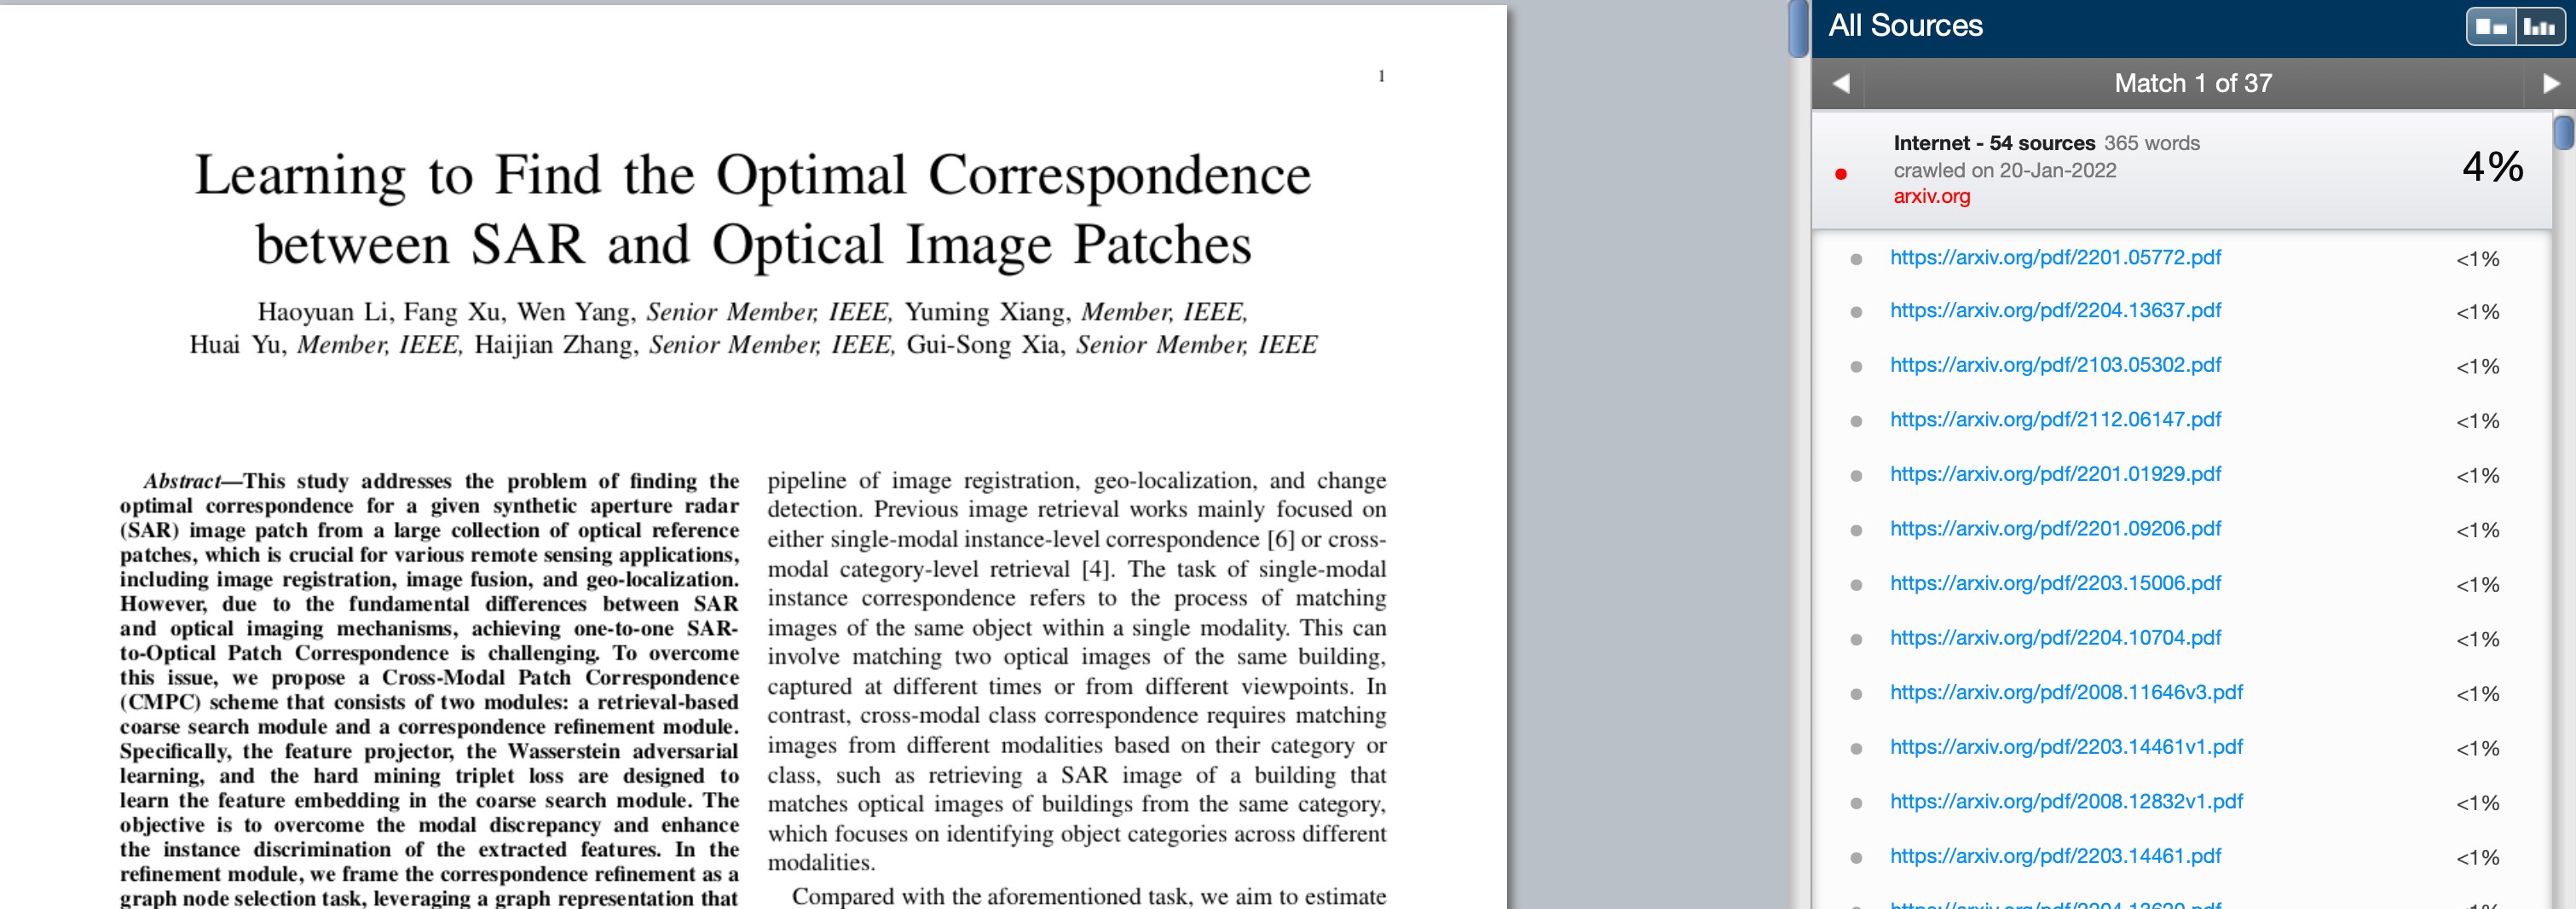 1
Learning to Find the Optimal Correspondence
between SAR and Optical Image Patches
Haoyuan Li, Fang Xu, Wen Yang, Senior Member, IEEE, Yuming Xiang, Member, IEEE,
Huai Yu, Member, IEEE, Haijian Zhang, Senior Member, IEEE, Gui-Song Xia, Senior Member, IEEE
Abstract—This study addresses the problem of finding the
optimal correspondence for a given synthetic aperture radar
(SAR) image patch from a large collection of optical reference
patches, which is crucial for various remote sensing applications,
including image registration, image fusion, and geo-localization.
However, due to the fundamental differences between SAR
and optical imaging mechanisms, achieving one-to-one SAR-
to-Optical Patch Correspondence is challenging. To overcome
this issue, we propose a Cross-Modal Patch Correspondence
(CMPC) scheme that consists of two modules: a retrieval-based
coarse search module and a correspondence refinement module.
Specifically, the feature projector, the Wasserstein adversarial
learning, and the hard mining triplet loss are designed to
learn the feature embedding in the coarse search module. The
objective is to overcome the modal discrepancy and enhance
the instance discrimination of the extracted features. In the
refinement module, we frame the correspondence refinement as a
graph node selection task, leveraging a graph representation that
pipeline of image registration, geo-localization, and change
detection. Previous image retrieval works mainly focused on
either single-modal instance-level correspondence [6] or cross-
modal category-level retrieval [4]. The task of single-modal
instance correspondence refers to the process of matching
images of the same object within a single modality. This can
involve matching two optical images of the same building,
captured at different times or from different viewpoints. In
contrast, cross-modal class correspondence requires matching
images from different modalities based on their category or
class, such as retrieving a SAR image of a building that
matches optical images of buildings from the same category,
which focuses on identifying object categories across different
modalities.
Compared with the aforementioned task, we aim to estimate
All Sources
Match 1 of 37
Internet - 54 sources 365 words
crawled on 20-Jan-2022
arxiv.org
4%
https://arxiv.org/pdf/2201.05772.pdf <1%
https://arxiv.org/pdf/2204.13637.pdf <1%
https://arxiv.org/pdf/2103.05302.pdf <1%
https://arxiv.org/pdf/2112.06147.pdf <1%
https://arxiv.org/pdf/2201.01929.pdf <1%
https://arxiv.org/pdf/2201.09206.pdf <1%
https://arxiv.org/pdf/2203.15006.pdf <1%
https://arxiv.org/pdf/2204.10704.pdf <1%
https://arxiv.org/pdf/2008.11646v3.pdf <1%
https://arxiv.org/pdf/2203.14461v1.pdf <1%
https://arxiv.org/pdf/2008.12832v1.pdf <1%
https://arxiv.org/pdf/2203.14461.pdf <1%